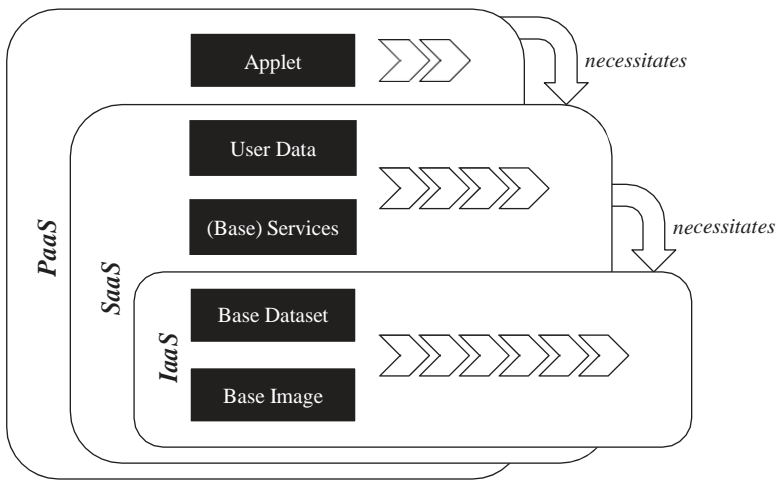 Applet
necessitates
User Data
(Base) Services
necessitates
Base Dataset
Base Image
PaaS
SaaS
IaaS